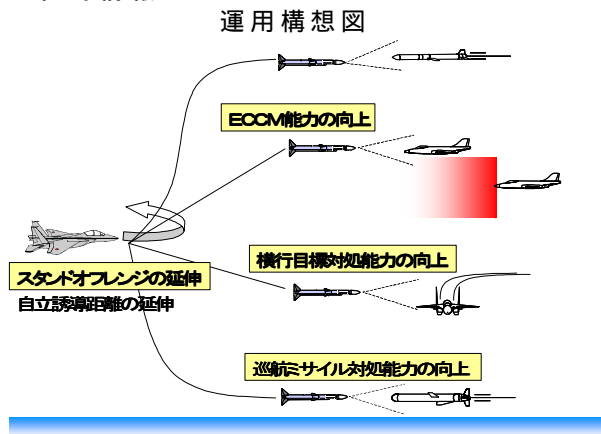 運用構想図
ECCM能力の向上
横行目標対処能力の向上
スタンドオフレンジの延伸
自立誘導距離の延伸
巡航ミサイル対処能力の向上